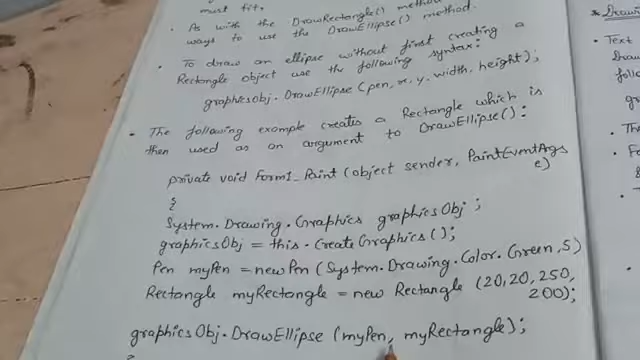 must fit.
• As with the DrawRectangle() method
ways to use the DrawEllipse() method.
• To draw an ellipse without first creating a
Rectangle object use the following syntax:
graphicsObj.DrawEllipse (pen, x, y, width, height);
• The following example creates a Rectangle which is
then used as an argument to DrawEllipse():
private void Form1_Paint (object sender, PaintEventArgs
e)
{
System.Drawing.Graphics graphicsObj;
graphicsObj = this.CreateGraphics();
Pen myPen = new Pen (System.Drawing.Color.Green, 5)
Rectangle myRectangle = new Rectangle (20, 20, 250,
200);
graphicsObj.DrawEllipse (myPen, myRectangle);
}
• Text